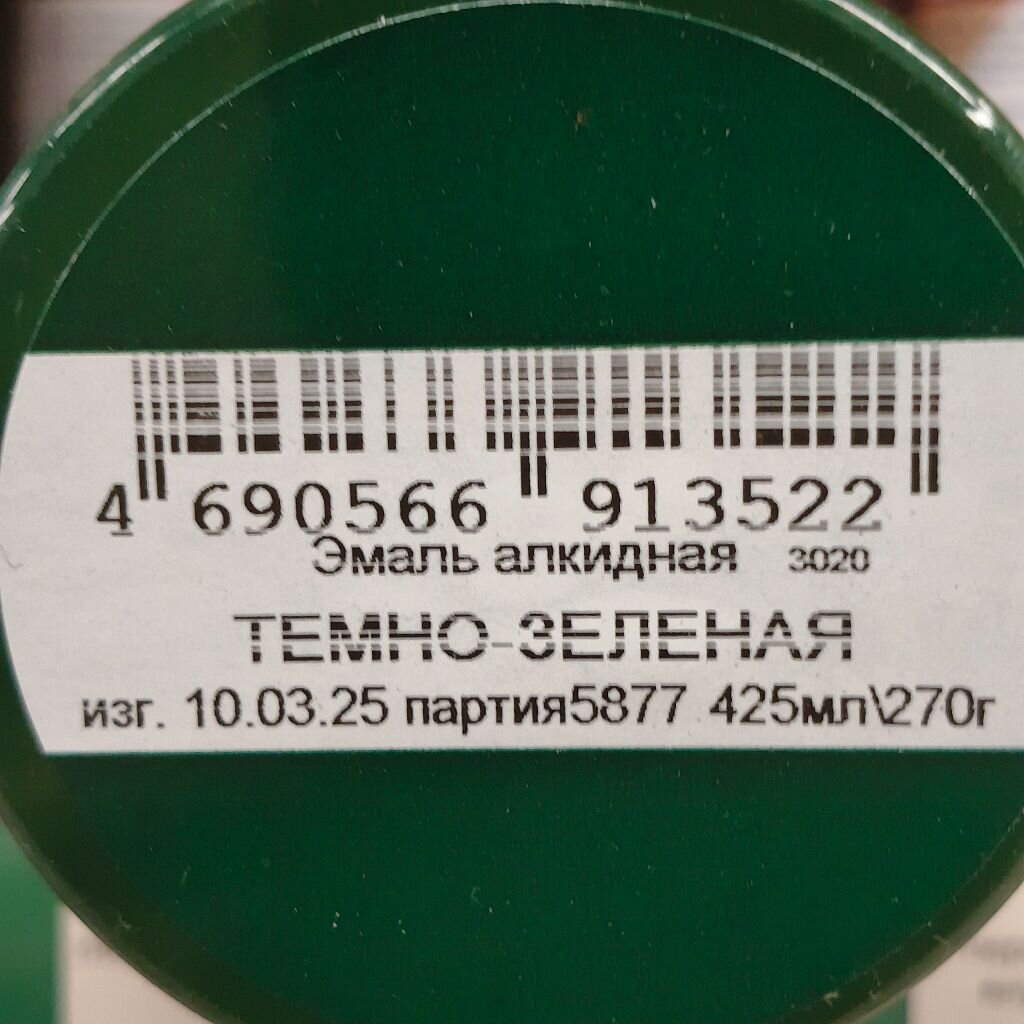 4 690566 913522
Эмаль алкидная 3020
ТЕМНО-ЗЕЛЕНАЯ
изг. 10.03.25 партия5877 425мл\270г